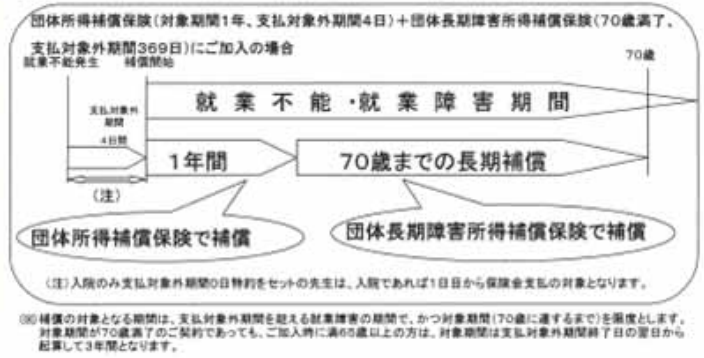 団体所得補償保険(対象期間1年、支払対象外期間4日)+団体長期障害所得補償保険(70歳満了、
支払対象外期間369日)にご加入の場合
就業不能発生 補償開始 70歳
就業不能・就業障害期間
支払対象外
期間
4日間
1年間 70歳までの長期補償
(注)
団体所得補償保険で補償 団体長期障害所得補償保険で補償
(注)入院のみ支払対象外期間0日特約をセットの先生は、入院であれば1日目から保険金支払の対象となります。
(※)補償の対象となる期間は、支払対象外期間を超える就業障害の期間で、かつ対象期間(70歳に達するまで)を限度とします。
対象期間が70歳満了のご契約であっても、ご加入時に満65歳以上の方は、対象期間は支払対象外期間終了日の翌日から
起算して3年間となります。